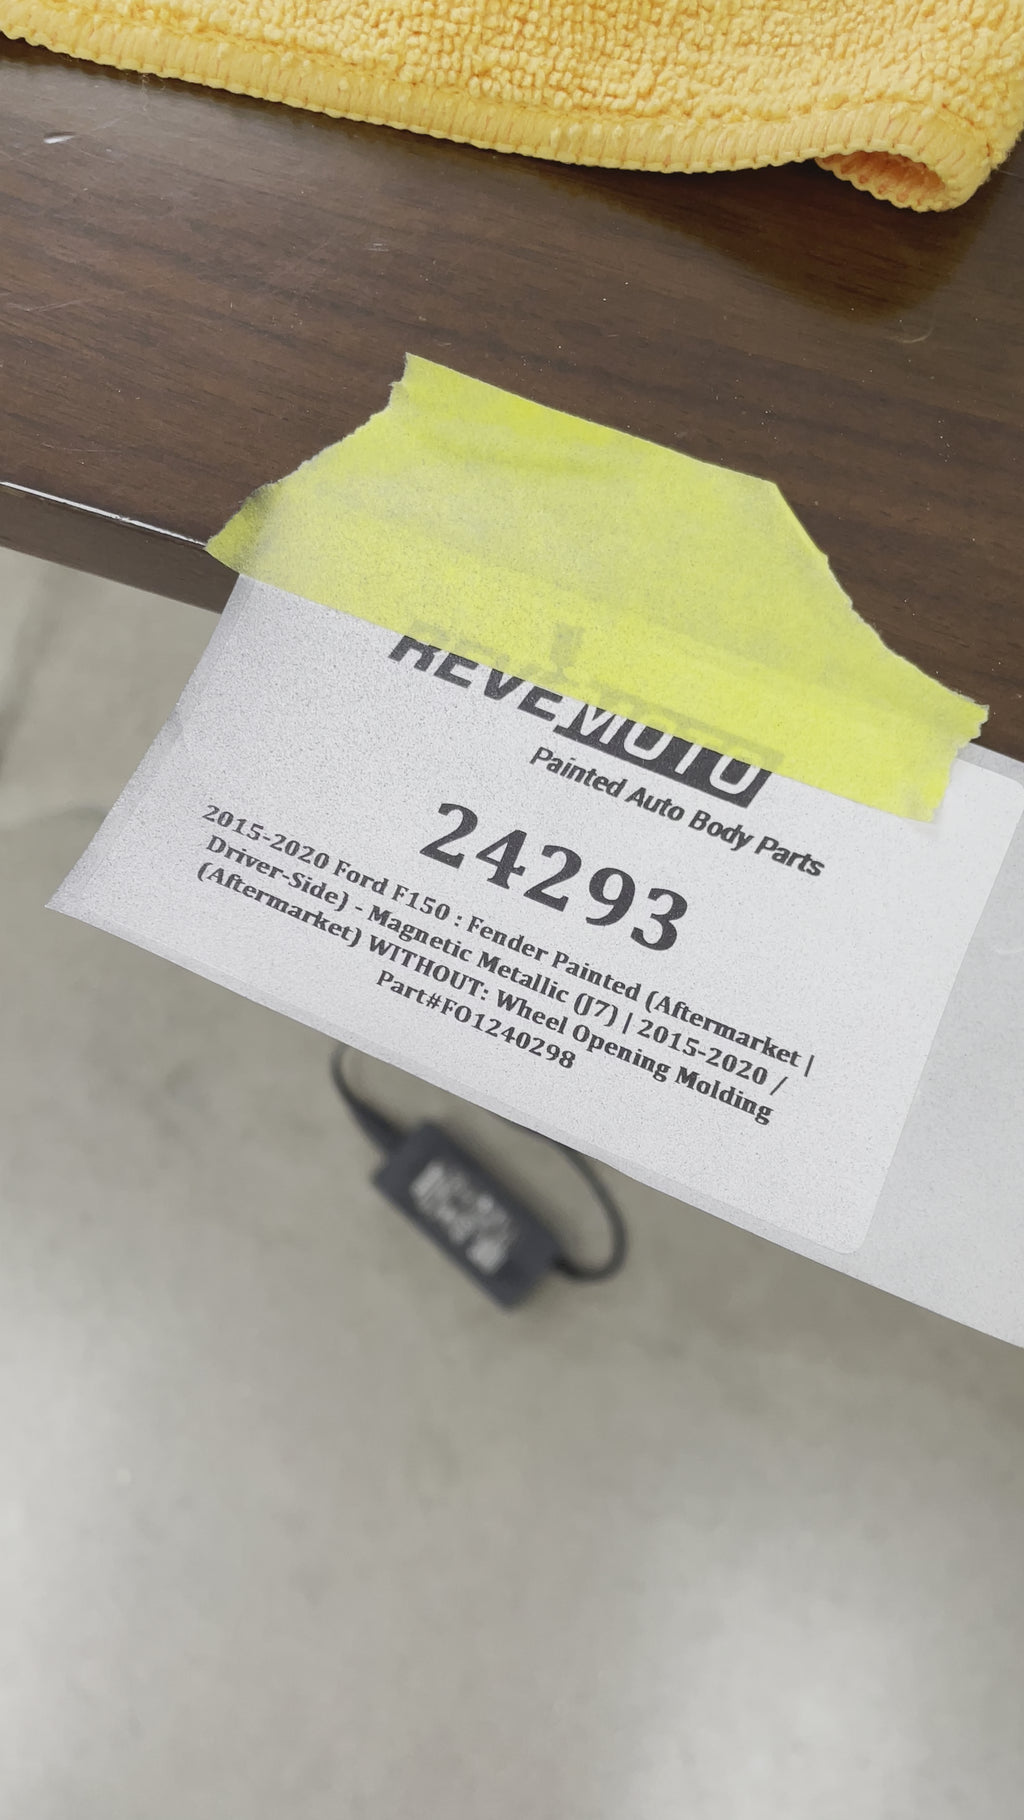 REVEMOTO
Painted Auto Body Parts
24293
2015-2020 Ford F150 : Fender Painted (Aftermarket |
Driver-Side) - Magnetic Metallic (J7) | 2015-2020 /
(Aftermarket) WITHOUT: Wheel Opening Molding
Part#FO1240298